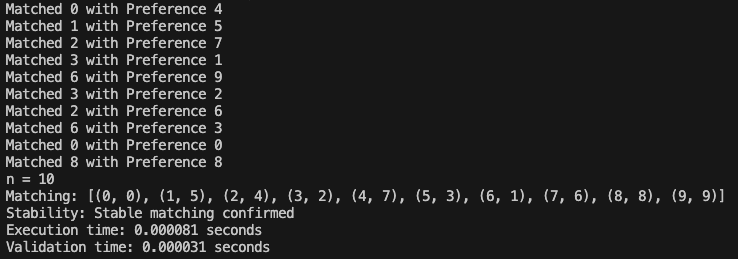 Matched 0 with Preference 4
Matched 1 with Preference 5
Matched 2 with Preference 7
Matched 3 with Preference 1
Matched 6 with Preference 9
Matched 3 with Preference 2
Matched 2 with Preference 6
Matched 6 with Preference 3
Matched 0 with Preference 0
Matched 8 with Preference 8
n = 10
Matching: [(0, 0), (1, 5), (2, 4), (3, 2), (4, 7), (5, 3), (6, 1), (7, 6), (8, 8), (9, 9)]
Stability: Stable matching confirmed
Execution time: 0.000081 seconds
Validation time: 0.000031 seconds